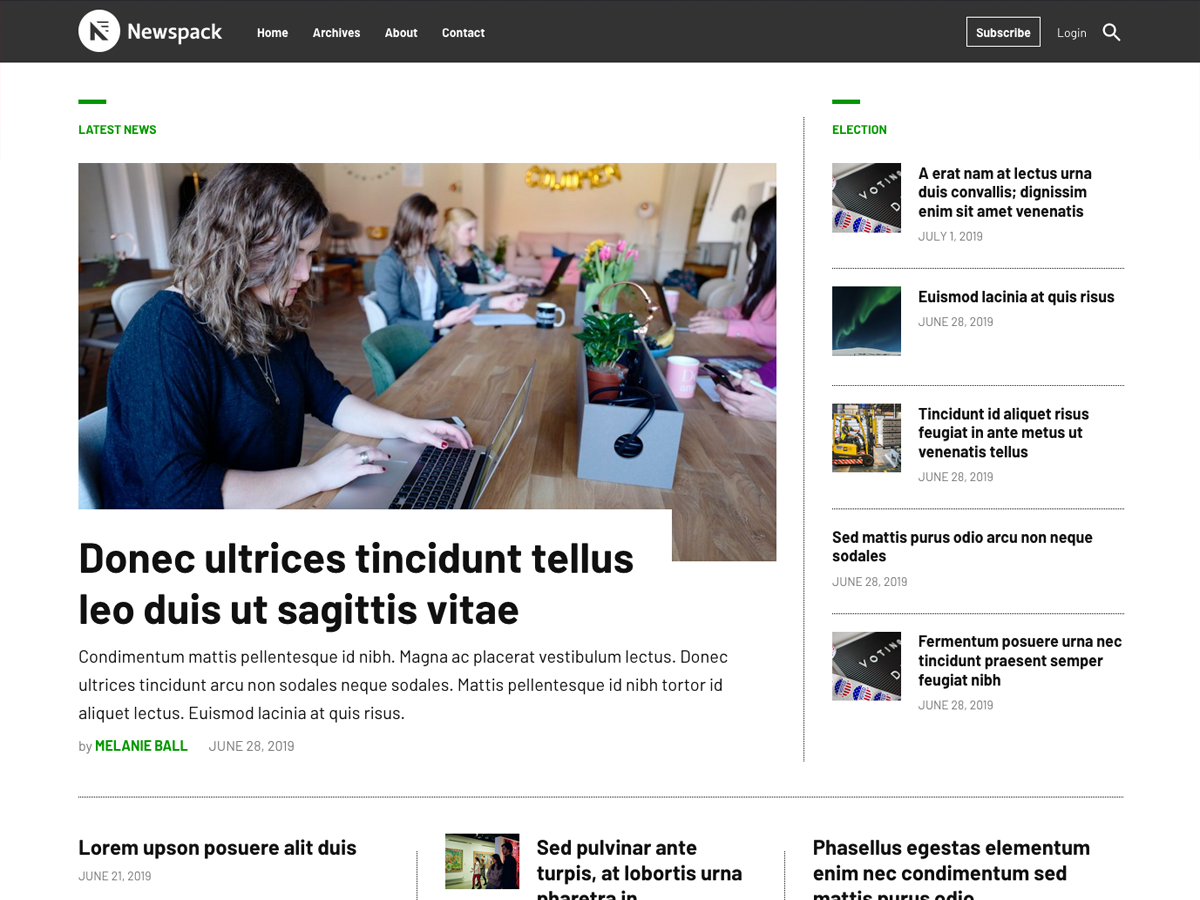 Newspack
Home
Archives
About
Contact
Subscribe
Login
LATEST NEWS
Donec ultrices tincidunt tellus
leo duis ut sagittis vitae
Condimentum mattis pellentesque id nibh. Magna ac placerat vestibulum lectus. Donec
ultrices tincidunt arcu non sodales neque sodales. Mattis pellentesque id nibh tortor id
aliquet lectus. Euismod lacinia at quis risus.
by MELANIE BALL JUNE 28, 2019
ELECTION
VOTING
A erat nam at lectus urna
duis convallis; dignissim
enim sit amet venenatis
JULY 1, 2019
Euismod lacinia at quis risus
JUNE 28, 2019
Tincidunt id aliquet risus
feugiat in ante metus ut
venenatis tellus
JUNE 28, 2019
Sed mattis purus odio arcu non neque
sodales
JUNE 28, 2019
VOTING
Fermentum posuere urna nec
tincidunt praesent semper
feugiat nibh
JUNE 28, 2019
Lorem upson posuere alit duis
JUNE 21, 2019
Sed pulvinar ante
turpis, at lobortis urna
pharetra in
Phasellus egestas elementum
enim nec condimentum sed
mattis purus odio